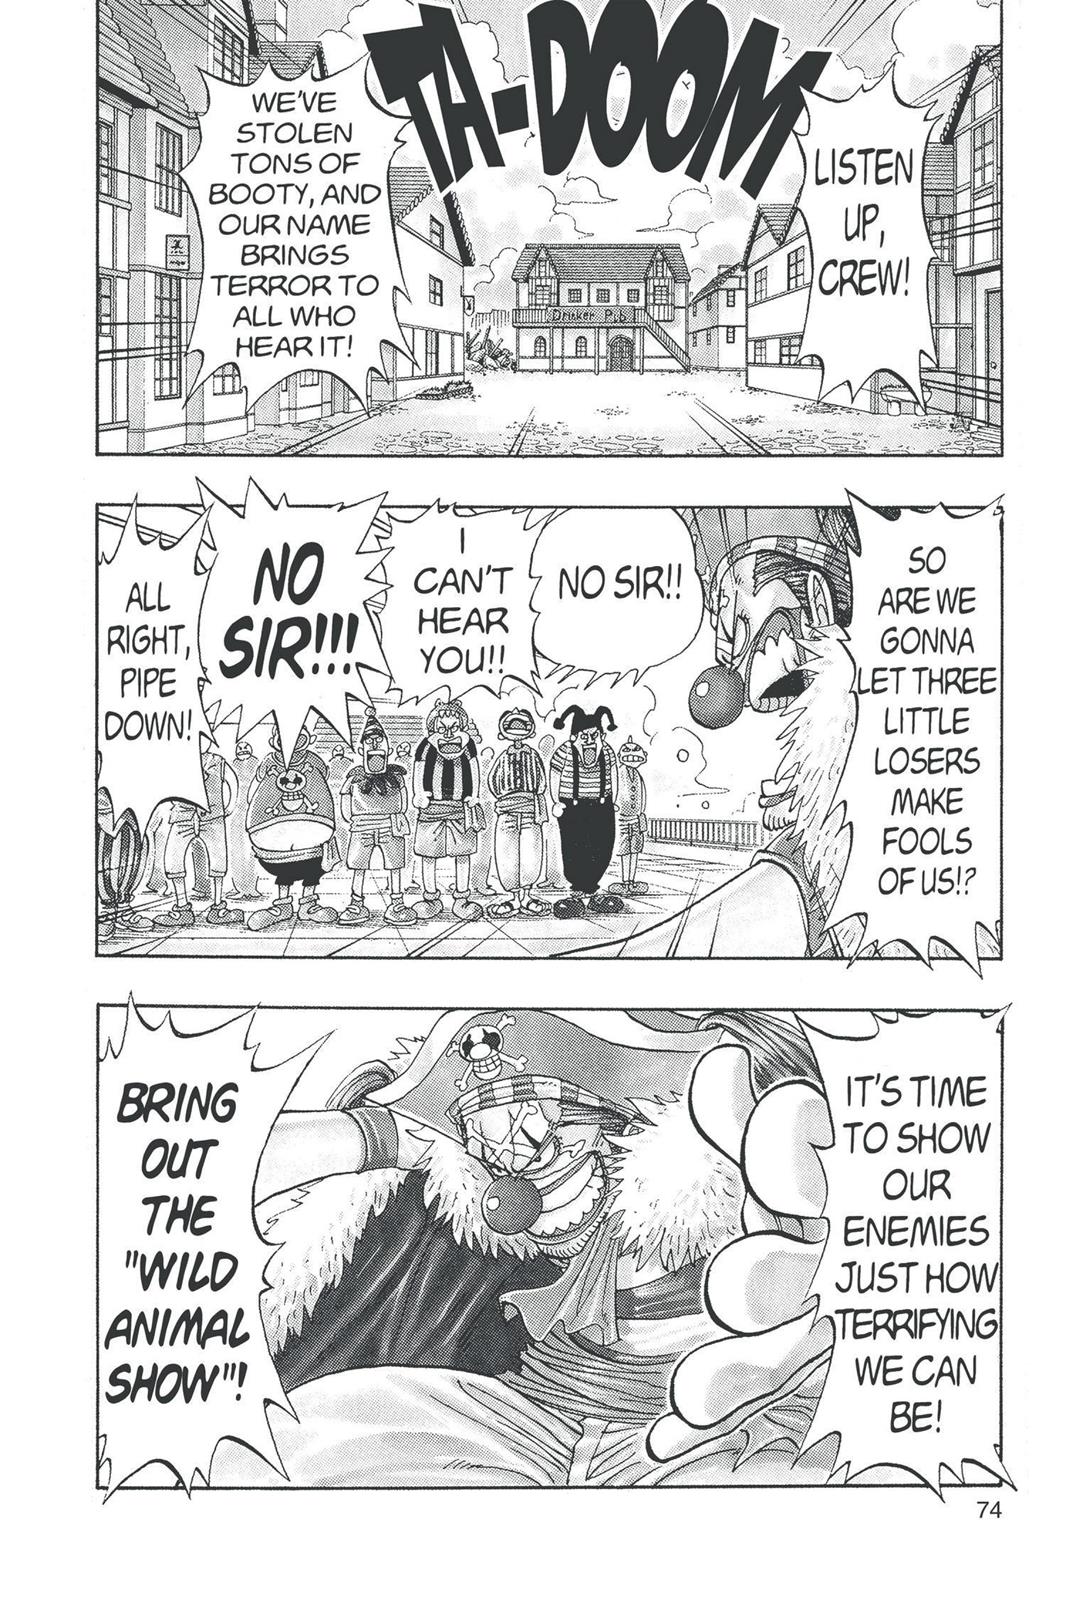 TA-DOOM
LISTEN
UP,
CREW!
WE'VE
STOLEN
TONS OF
BOOTY, AND
OUR NAME
BRINGS
TERROR TO
ALL WHO
HEAR IT!
Drinker Pub
SO
ARE WE
GONNA
LET THREE
LITTLE
LOSERS
MAKE
FOOLS
OF US!?
NO SIR!!
I
CAN'T
HEAR
YOU!!
NO
SIR!!!
ALL
RIGHT,
PIPE
DOWN!
IT'S TIME
TO SHOW
OUR
ENEMIES
JUST HOW
TERRIFYING
WE CAN
BE!
BRING
OUT
THE
"WILD
ANIMAL
SHOW"!
74